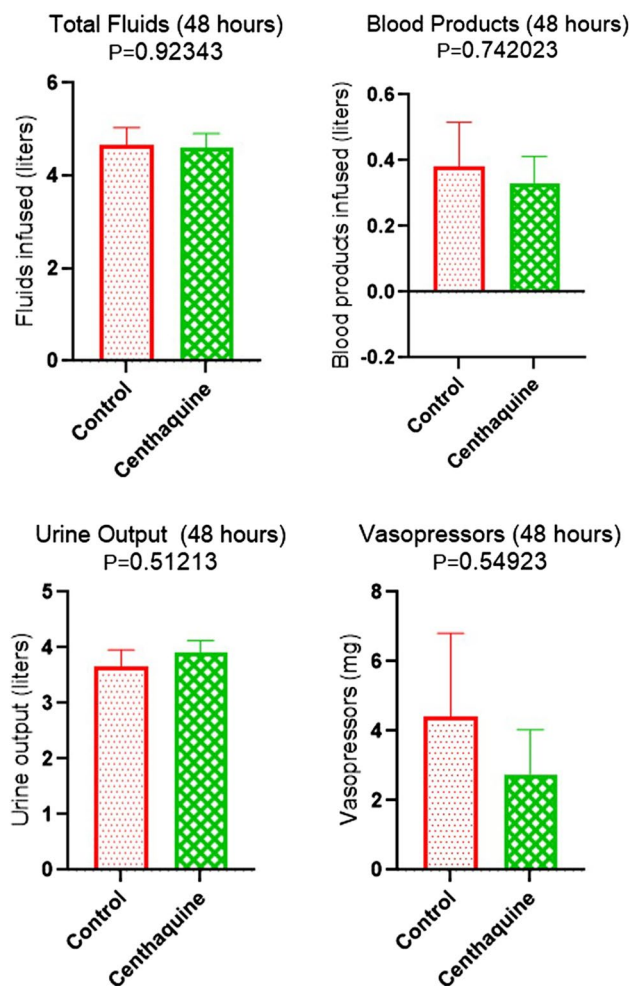 Total Fluids (48 hours)
P=0.92343
Fluids infused (liters)
6
4
2
0
Control
Centhaquine
Blood Products (48 hours)
P=0.742023
Blood products infused (liters)
0.6
0.4
0.2
0.0
-0.2
Control
Centhaquine
Urine Output (48 hours)
P=0.51213
Urine output (liters)
5
4
3
2
1
0
Control
Centhaquine
Vasopressors (48 hours)
P=0.54923
Vasopressors (mg)
8
6
4
2
0
Control
Centhaquine